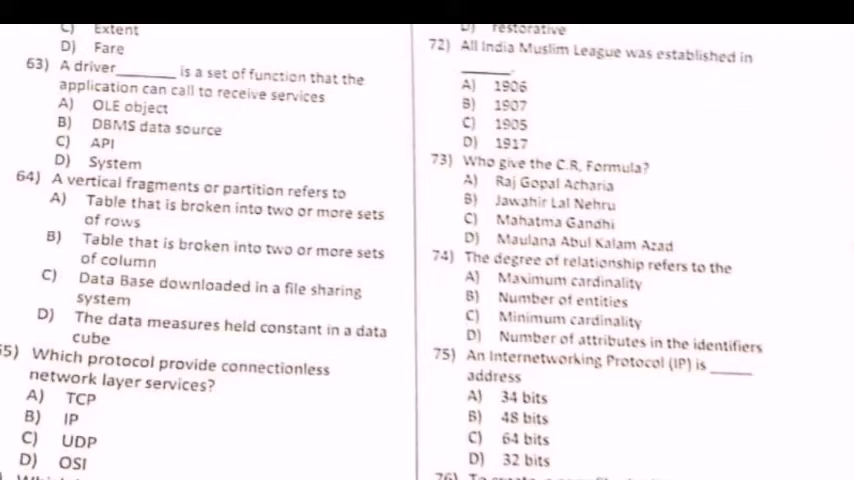 C) Extent
D) Fare
63) A driver________ is a set of function that the
application can call to receive services
A) OLE object
B) DBMS data source
C) API
D) System
64) A vertical fragments or partition refers to
A) Table that is broken into two or more sets
of rows
B) Table that is broken into two or more sets
of column
C) Data Base downloaded in a file sharing
system
D) The data measures held constant in a data
cube
55) Which protocol provide connectionless
network layer services?
A) TCP
B) IP
C) UDP
D) OSI
D) restorative
72) All India Muslim League was established in
_______.
A) 1906
B) 1907
C) 1905
D) 1917
73) Who give the C.R. Formula?
A) Raj Gopal Acharia
B) Jawahir Lal Nehru
C) Mahatma Gandhi
D) Maulana Abul Kalam Azad
74) The degree of relationship refers to the
A) Maximum cardinality
B) Number of entities
C) Minimum cardinality
D) Number of attributes in the identifiers
75) An Internetworking Protocol (IP) is ______
address
A) 34 bits
B) 48 bits
C) 64 bits
D) 32 bits
76)